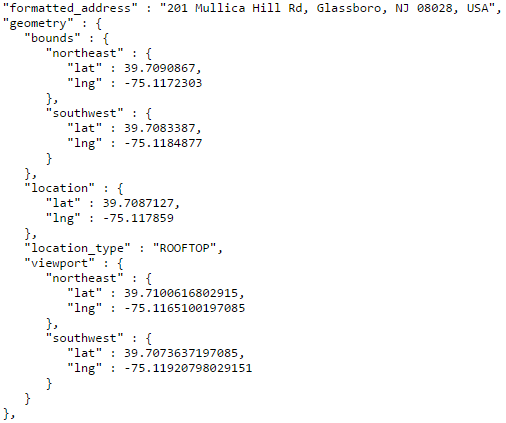 "formatted_address" : "201 Mullica Hill Rd, Glassboro, NJ 08028, USA",
"geometry" : {
   "bounds" : {
      "northeast" : {
         "lat" : 39.7090867,
         "lng" : -75.1172303
      },
      "southwest" : {
         "lat" : 39.7083387,
         "lng" : -75.1184877
      }
   },
   "location" : {
      "lat" : 39.7087127,
      "lng" : -75.117859
   },
   "location_type" : "ROOFTOP",
   "viewport" : {
      "northeast" : {
         "lat" : 39.7100616802915,
         "lng" : -75.1165100197085
      },
      "southwest" : {
         "lat" : 39.7073637197085,
         "lng" : -75.11920798029151
      }
   }
},